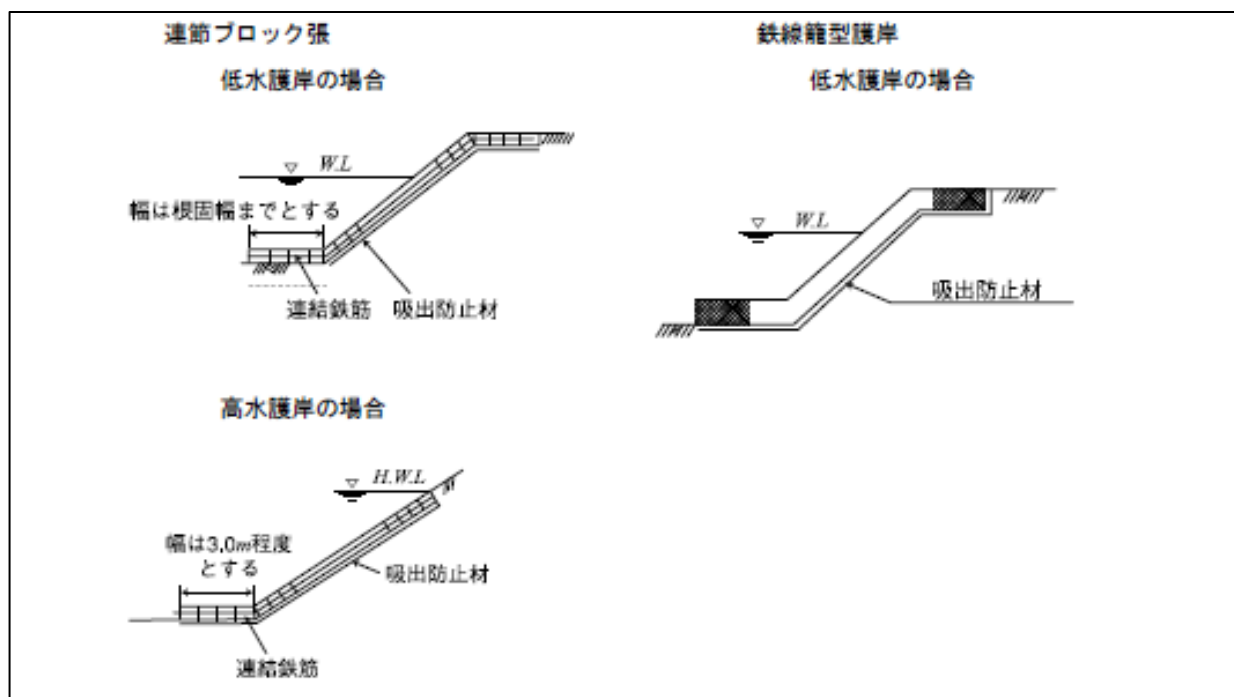 連節ブロック張
低水護岸の場合
W.L
幅は根固幅までとする
連結鉄筋
吸出防止材
高水護岸の場合
H.W.L
幅は3.0m程度
とする
吸出防止材
連結鉄筋
鉄線籠型護岸
低水護岸の場合
W.L
吸出防止材